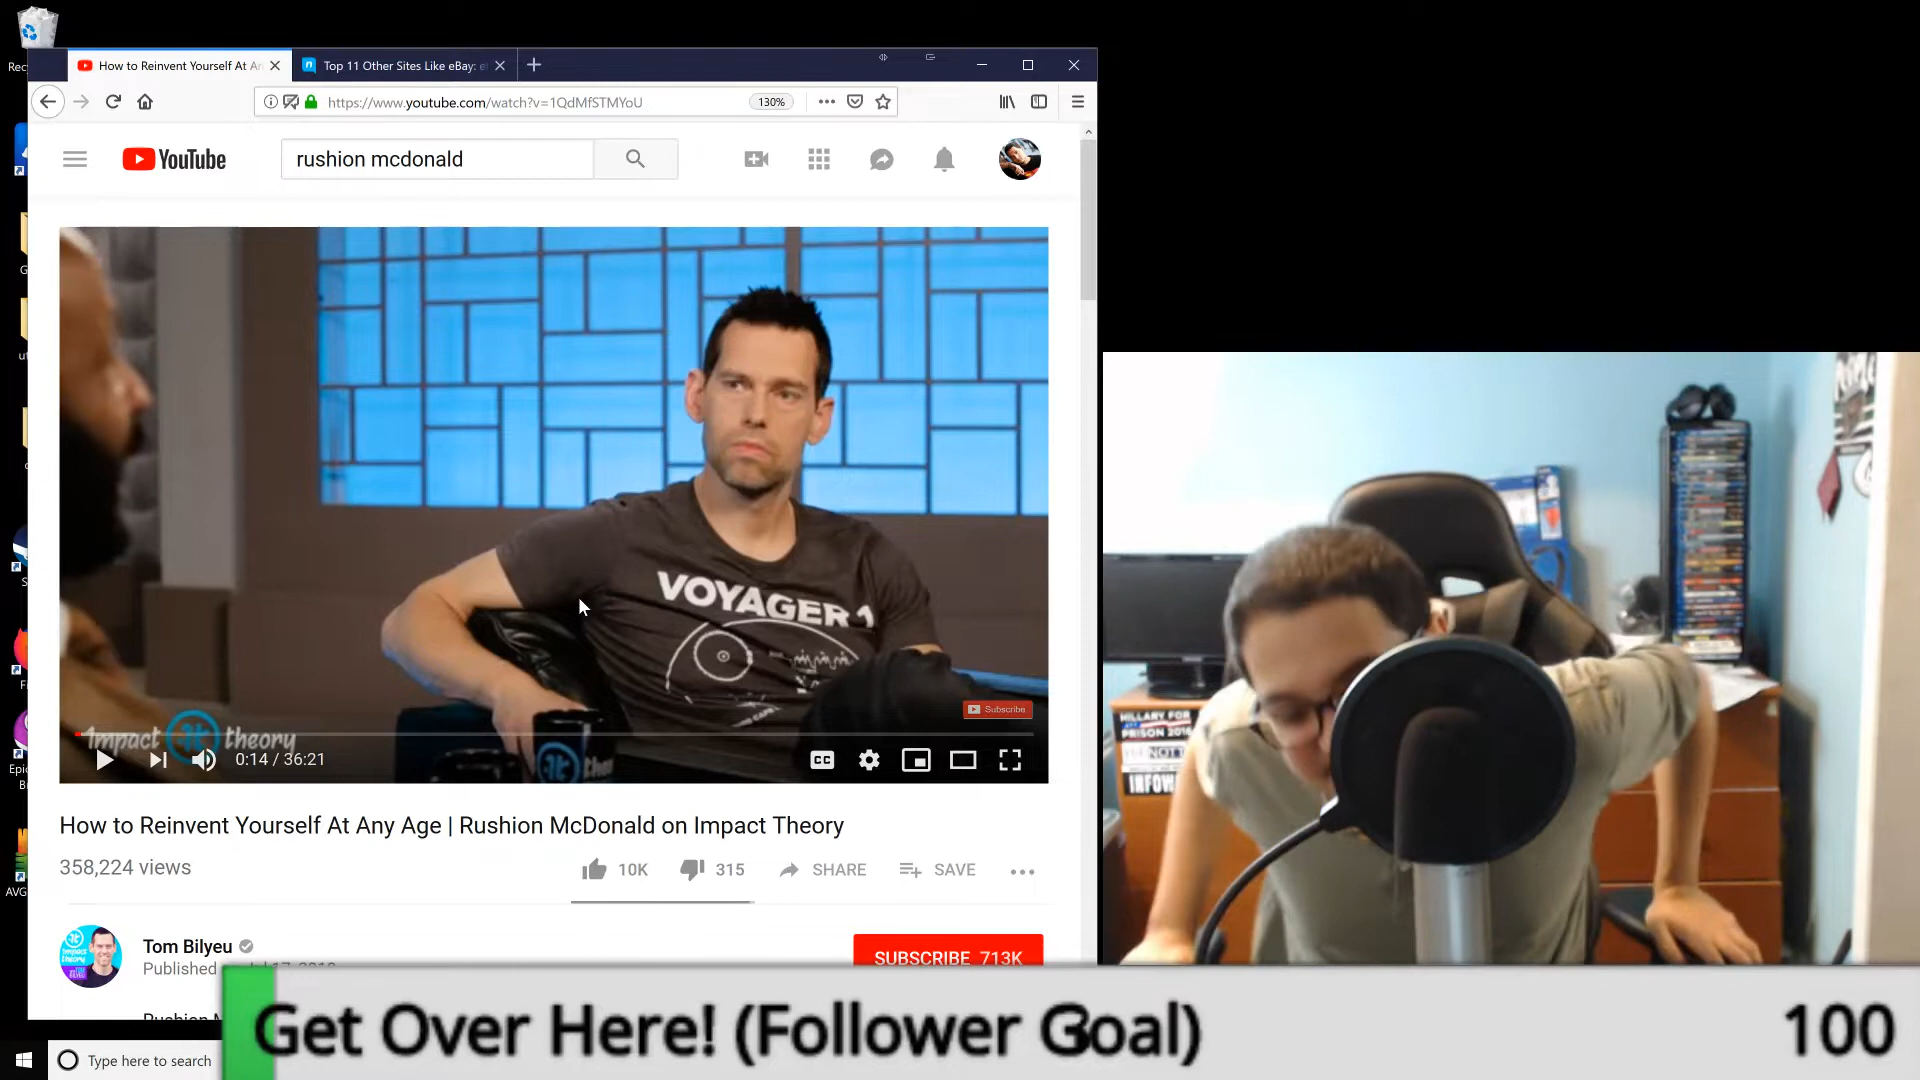 How to Reinvent Yourself At An
Top 11 Other Sites Like eBay: e
https://www.youtube.com/watch?v=1QdMfSTMYoU
130%
YouTube
rushion mcdonald
VOYAGER 1
Subscribe
impact theory
0:14 / 36:21
CC
How to Reinvent Yourself At Any Age | Rushion McDonald on Impact Theory
358,224 views
10K
315
SHARE
SAVE
Tom Bilyeu
SUBSCRIBE 713K
Published
HILLARY FOR
PRISON 2016
INFOW
Get Over Here! (Follower Goal)
3
100
Type here to search